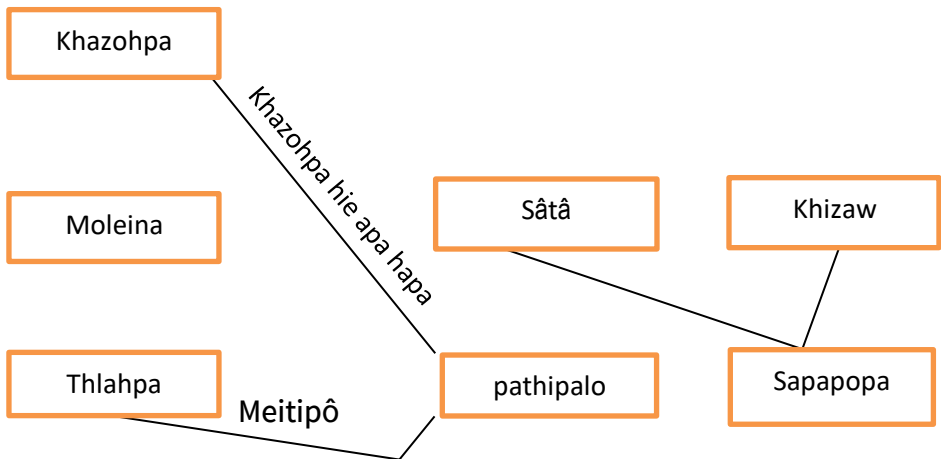 Khazohpa
Khazohpa hie apa hapa
Moleina
Sâtâ
Khizaw
Thlahpa
Meitipô
pathipalo
Sapapopa